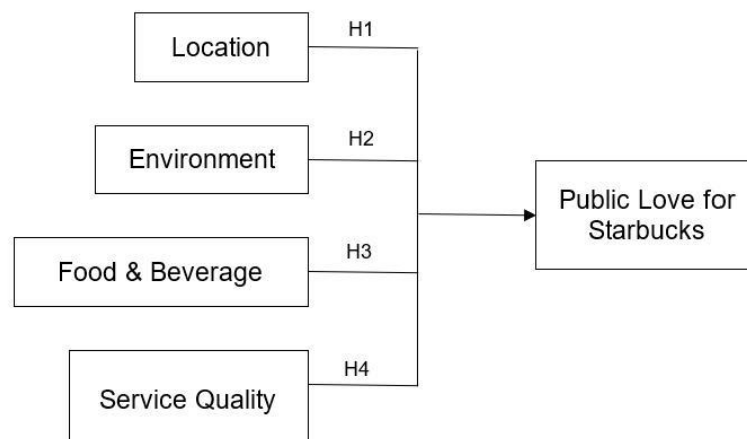 H1
Location
H2
Environment
Public Love for
Starbucks
H3
Food & Beverage
H4
Service Quality